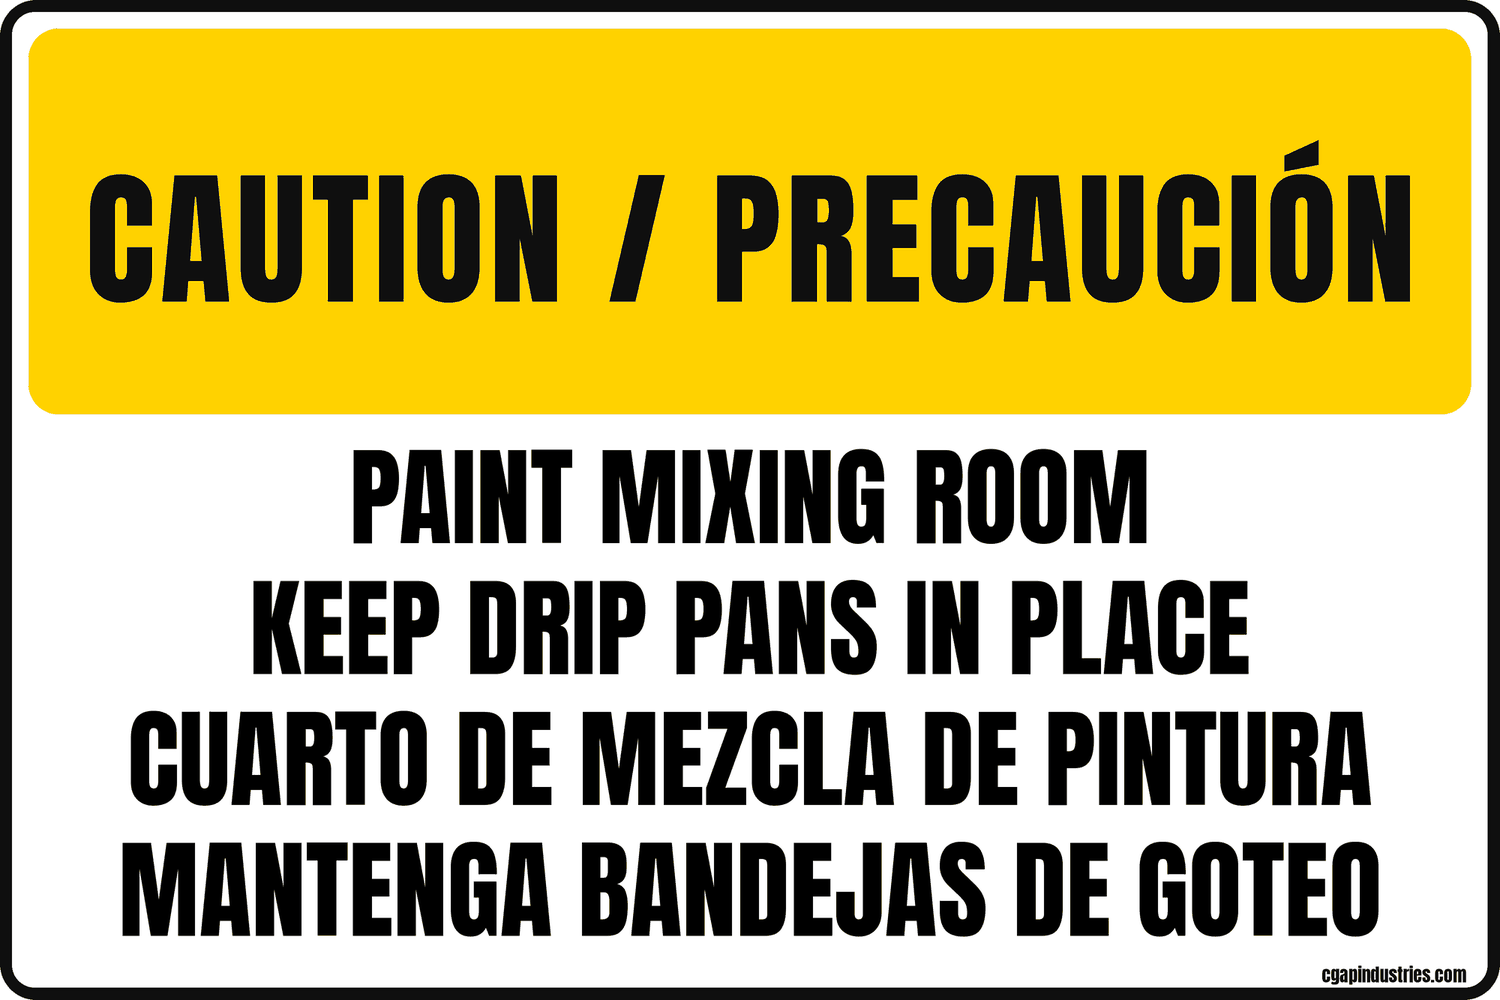 CAUTION / PRECAUCIÓN
PAINT MIXING ROOM
KEEP DRIP PANS IN PLACE
CUARTO DE MEZCLA DE PINTURA
MANTENGA BANDEJAS DE GOTEO
cgapindustries.com